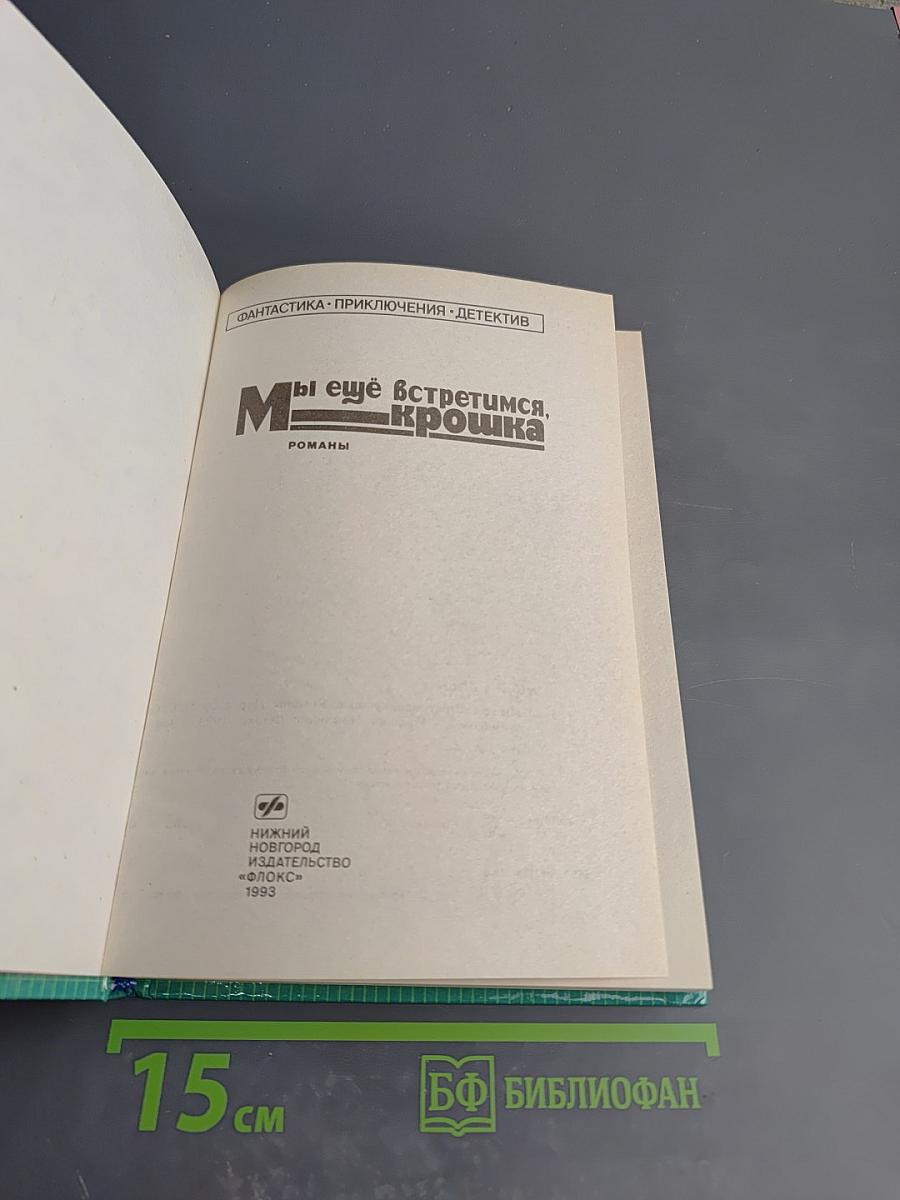 ФАНТАСТИКА · ПРИКЛЮЧЕНИЯ · ДЕТЕКТИВ
Мы ещё встретимся,
крошка
РОМАНЫ
НИЖНИЙ
НОВГОРОД
ИЗДАТЕЛЬСТВО
«ФЛОКС»
1993
15 см
БФ БИБЛИОФАН